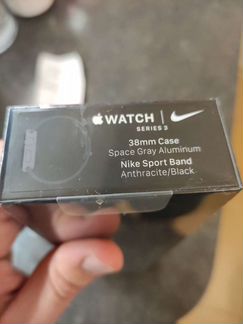 WATCH
SERIES 3
38mm Case
Space Gray Aluminum
Nike Sport Band
Anthracite/Black